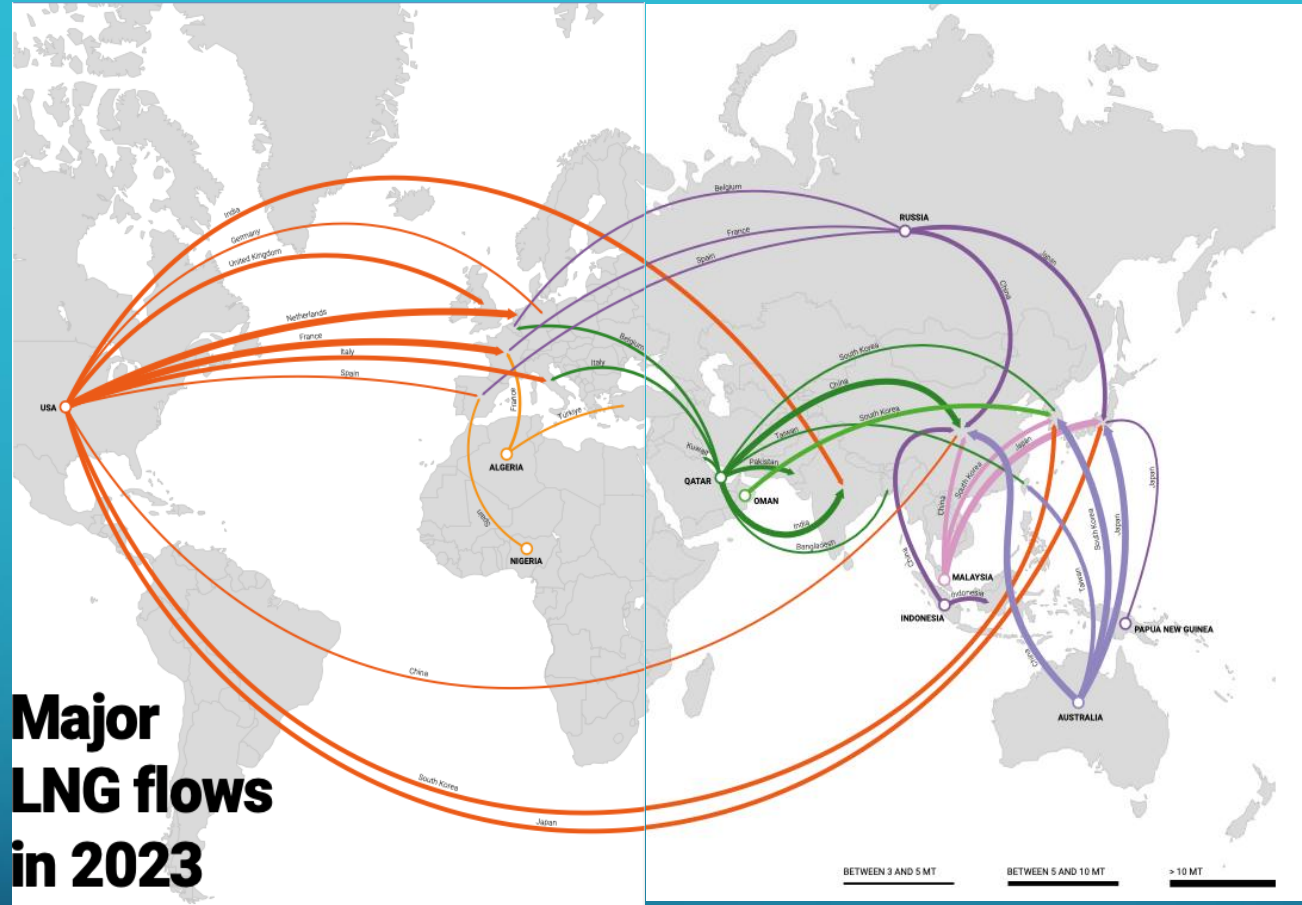 Belgium
RUSSIA
India
France
Japan
Germany
Spain
United Kingdom
China
Netherlands
France
Belgium
South Korea
Italy
Italy
Spain
China
France
Türkiye
South Korea
USA
Taiwan
Japan
Kuwait
ALGERIA
Pakistan
South Korea
Japan
QATAR
OMAN
China
Spain
India
South Korea
Japan
Bangladesh
NIGERIA
China
MALAYSIA
Taiwan
Indonesia
INDONESIA
PAPUA NEW GUINEA
China
China
AUSTRALIA
Major
LNG flows
in 2023
South Korea
Japan
BETWEEN 3 AND 5 MT
BETWEEN 5 AND 10 MT
> 10 MT